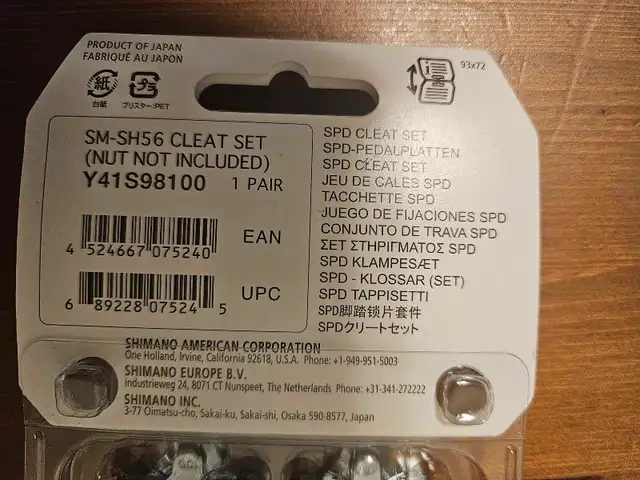 PRODUCT OF JAPAN
FABRIQUÉ AU JAPON
93x72
紙
プラ
台紙
ブリスター:PET
SM-SH56 CLEAT SET
(NUT NOT INCLUDED)
Y41S98100 1 PAIR
4 524667 075240
EAN
6 89228 07524 5
UPC
SPD CLEAT SET
SPD-PEDALPLATTEN
SPD CLEAT SET
JEU DE CALES SPD
TACCHETTE SPD
JUEGO DE FIJACIONES SPD
CONJUNTO DE TRAVA SPD
ΣΕΤ ΣΤΗΡΙΓΜΑΤΟΣ SPD
SPD KLAMPESÆT
SPD - KLOSSAR (SET)
SPD TAPPISETTI
SPD脚踏锁片套件
SPDクリートセット
SHIMANO AMERICAN CORPORATION
One Holland, Irvine, California 92618, U.S.A. Phone: +1-949-951-5003
SHIMANO EUROPE B.V.
industrieweg 24, 8071 CT Nunspeet, The Netherlands Phone: +31-341-272222
SHIMANO INC.
3-77 Oimatsu-cho, Sakai-ku, Sakai-shi, Osaka 590-8577, Japan